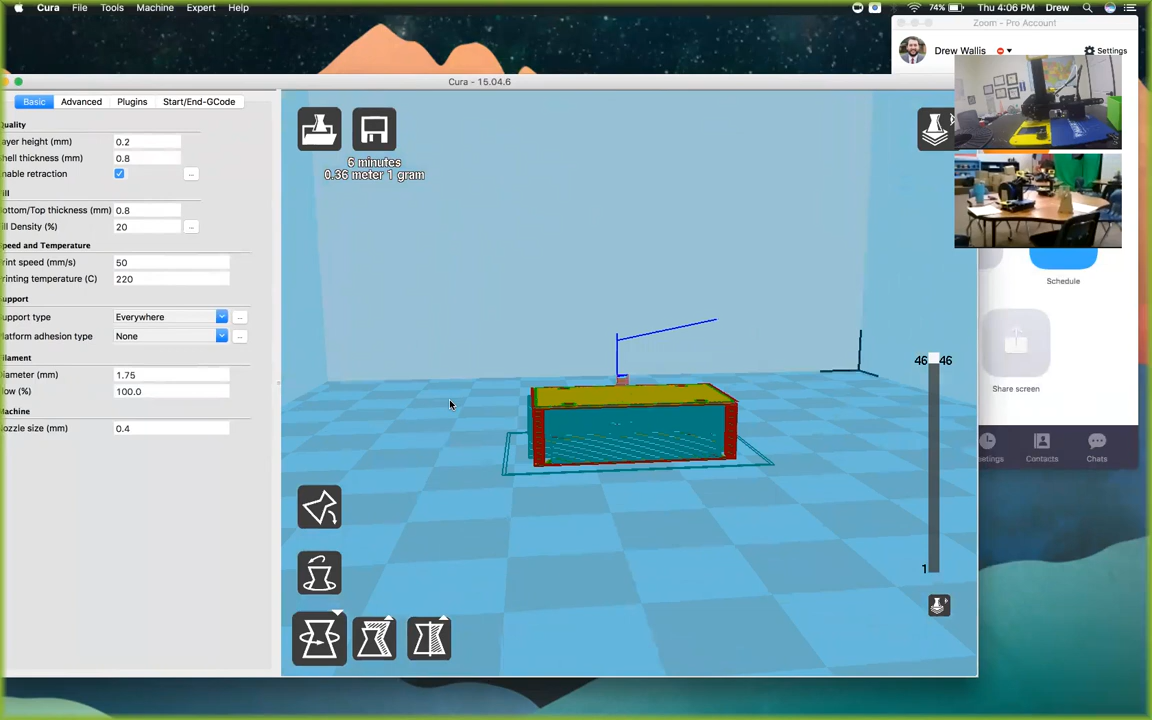 Cura File Tools Machine Expert Help
74% Thu 4:06 PM Drew
Zoom - Pro Account
Drew Wallis
Settings
Cura - 15.04.6
Basic Advanced Plugins Start/End-GCode
Quality
ayer height (mm) 0.2
hell thickness (mm) 0.8
nable retraction ...
ill
ottom/Top thickness (mm) 0.8
ill Density (%) 20 ...
peed and Temperature
rint speed (mm/s) 50
rinting temperature (C) 220
upport
upport type Everywhere ...
latform adhesion type None ...
ilament
iameter (mm) 1.75
low (%) 100.0
Machine
ozzle size (mm) 0.4
6 minutes
0.36 meter 1 gram
46 46
1
Schedule
Share screen
eetings Contacts Chats